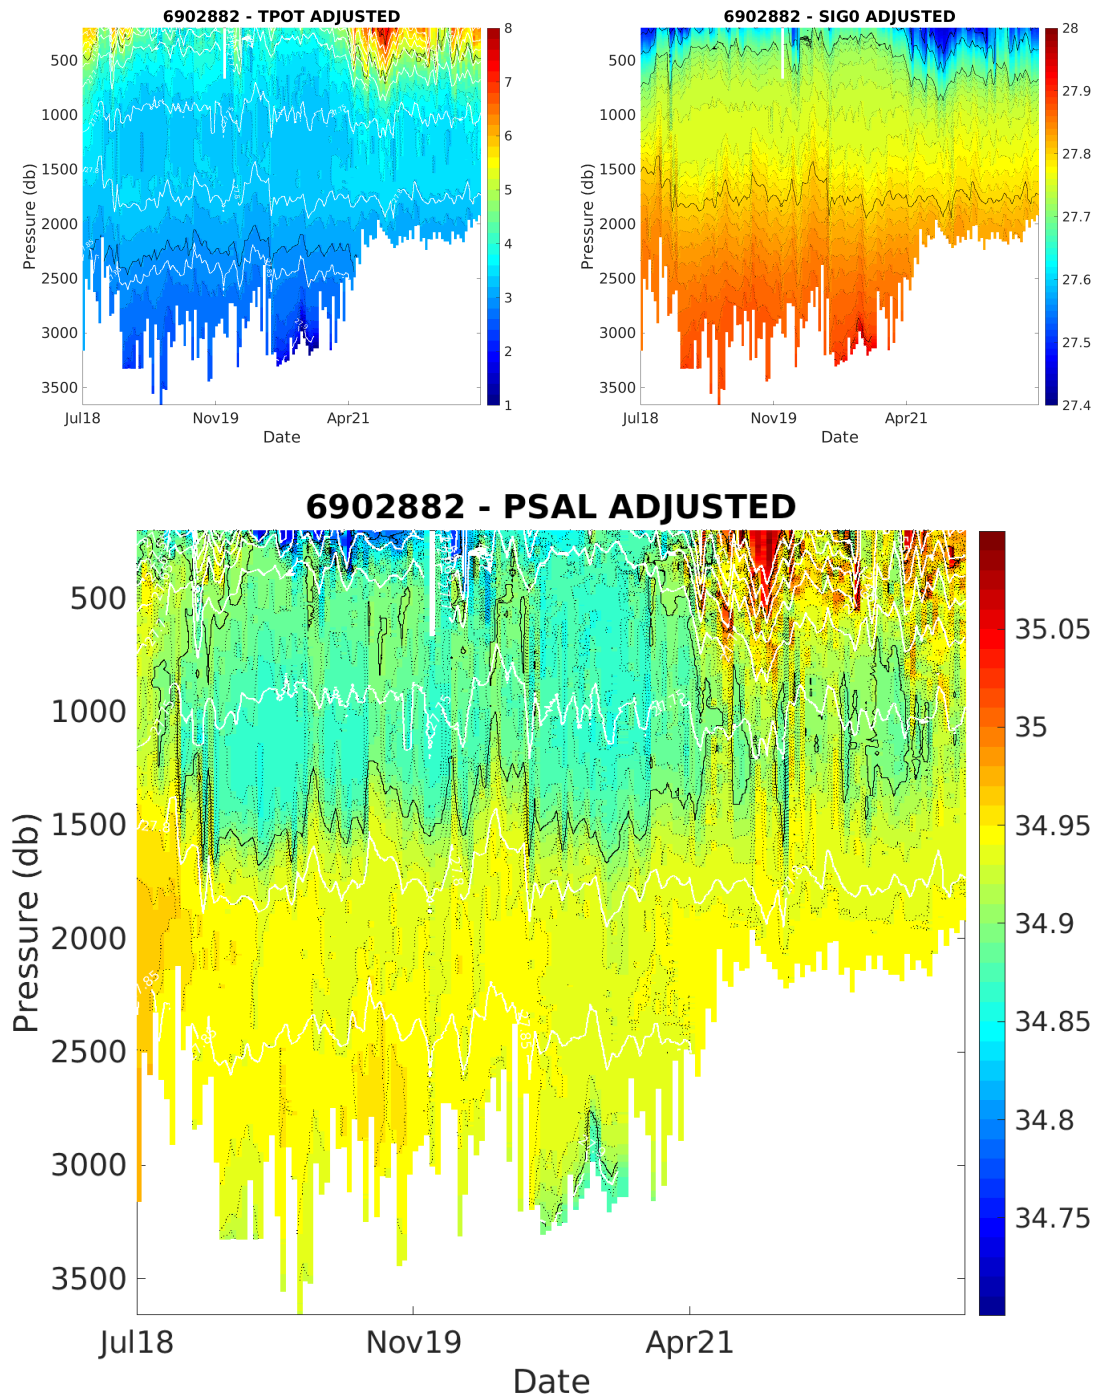 6902882 - TPOT ADJUSTED
Pressure (db)
500
1000
1500
2000
2500
3000
3500
Jul18
Nov19
Apr21
Date
8
7
6
5
4
3
2
1
6902882 - SIG0 ADJUSTED
Pressure (db)
500
1000
1500
2000
2500
3000
3500
Jul18
Nov19
Apr21
Date
28
27.9
27.8
27.7
27.6
27.5
27.4
6902882 - PSAL ADJUSTED
Pressure (db)
500
1000
1500
2000
2500
3000
3500
Jul18
Nov19
Apr21
Date
35.05
35
34.95
34.9
34.85
34.8
34.75